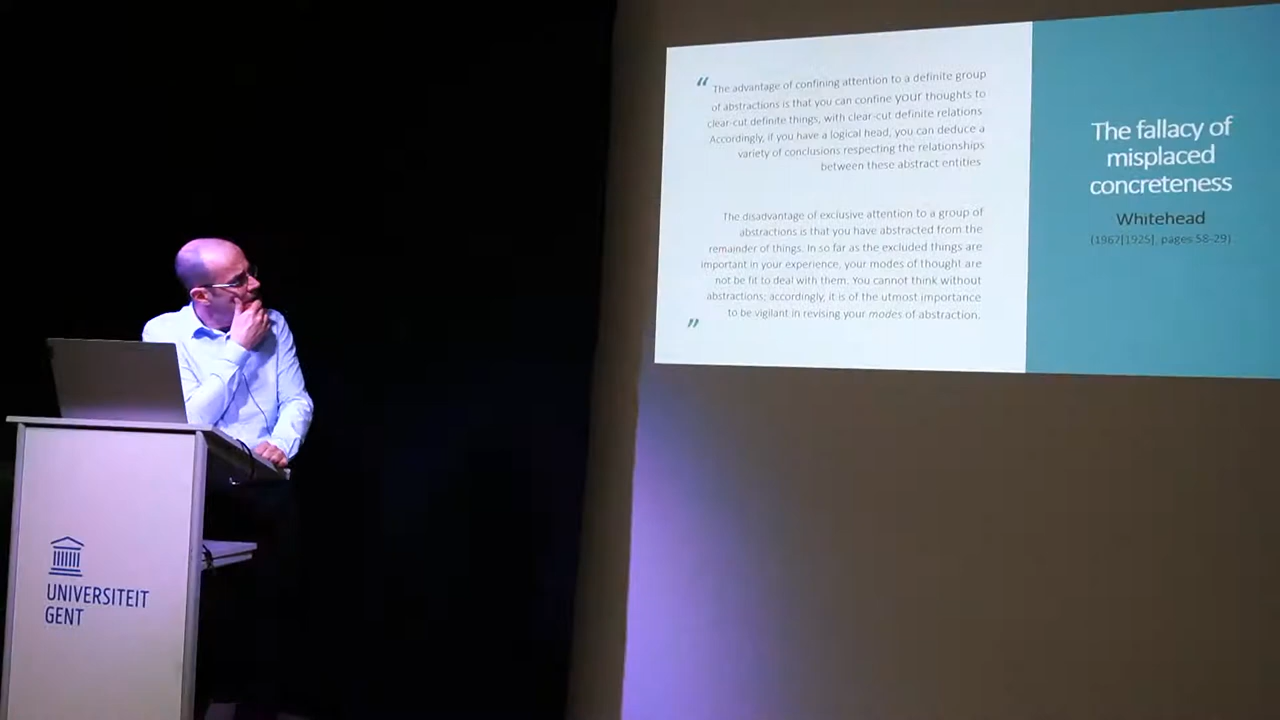 “ The advantage of confining attention to a definite group
of abstractions is that you can confine your thoughts to
clear-cut definite things, with clear-cut definite relations
Accordingly, if you have a logical head, you can deduce a
variety of conclusions respecting the relationships
between these abstract entities
The disadvantage of exclusive attention to a group of
abstractions is that you have abstracted from the
remainder of things. In so far as the excluded things are
important in your experience, your modes of thought are
not be fit to deal with them. You cannot think without
abstractions; accordingly, it is of the utmost importance
to be vigilant in revising your modes of abstraction.
”
The fallacy of
misplaced
concreteness
Whitehead
(1967[1925], pages 58-29)
UNIVERSITEIT
GENT